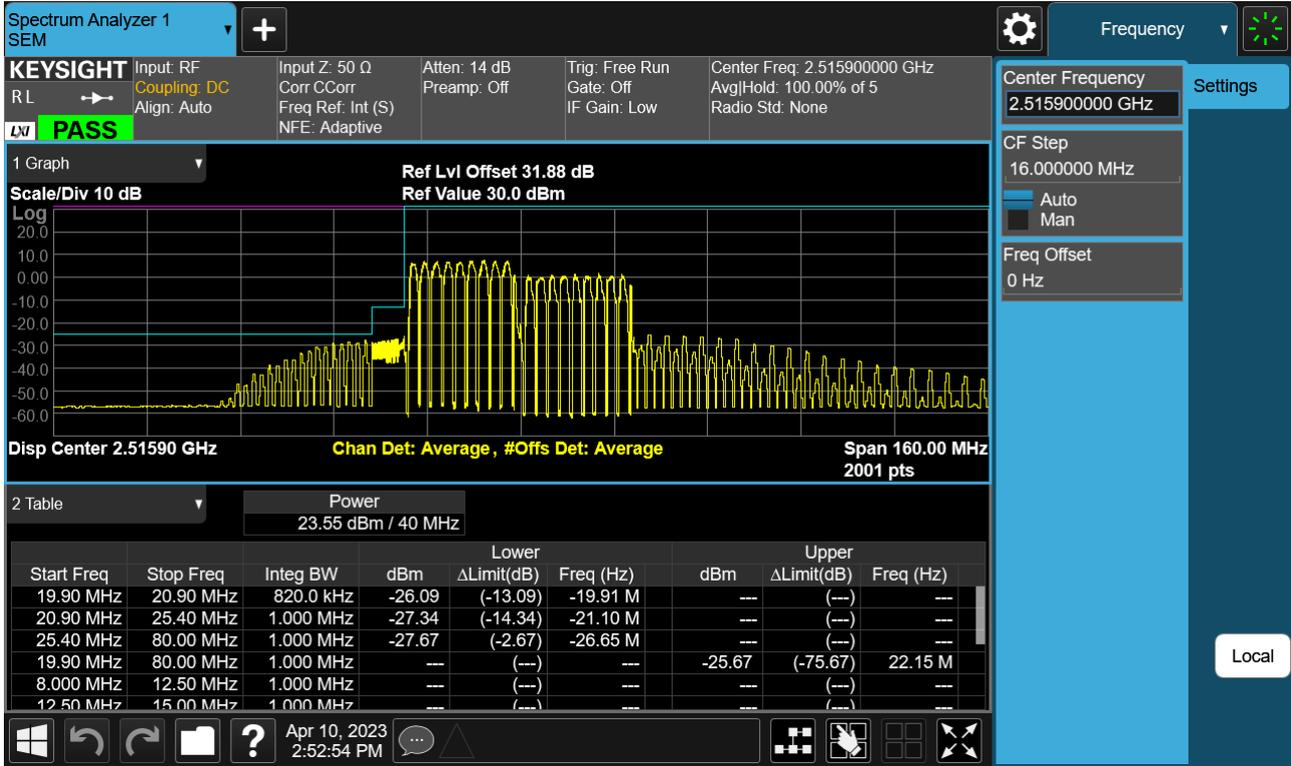 Spectrum Analyzer 1
SEM
Frequency
KEYSIGHT
R L
LXI
PASS
Input: RF
Coupling: DC
Align: Auto
Input Z: 50 Ω
Corr CCorr
Freq Ref: Int (S)
NFE: Adaptive
Atten: 14 dB
Preamp: Off
Trig: Free Run
Gate: Off
IF Gain: Low
Center Freq: 2.515900000 GHz
Avg|Hold: 100.00% of 5
Radio Std: None
Center Frequency
2.515900000 GHz
Settings
CF Step
16.000000 MHz
Auto
Man
Freq Offset
0 Hz
1 Graph
Scale/Div 10 dB
Ref Lvl Offset 31.88 dB
Ref Value 30.0 dBm
Log
20.0
10.0
0.00
-10.0
-20.0
-30.0
-40.0
-50.0
-60.0
Disp Center 2.51590 GHz
Chan Det: Average, #Offs Det: Average
Span 160.00 MHz
2001 pts
2 Table
Power
23.55 dBm / 40 MHz
Lower Upper
Start Freq Stop Freq Integ BW dBm ΔLimit(dB) Freq (Hz) dBm ΔLimit(dB) Freq (Hz)
19.90 MHz 20.90 MHz 820.0 kHz -26.09 (-13.09) -19.91 M --- (---) ---
20.90 MHz 25.40 MHz 1.000 MHz -27.34 (-14.34) -21.10 M --- (---) ---
25.40 MHz 80.00 MHz 1.000 MHz -27.67 (-2.67) -26.65 M --- (---) ---
19.90 MHz 80.00 MHz 1.000 MHz --- (---) --- -25.67 (-75.67) 22.15 M
8.000 MHz 12.50 MHz 1.000 MHz --- (---) --- --- (---) ---
12.50 MHz 15.00 MHz 1.000 MHz --- (---) --- --- (---) ---
Local
Apr 10, 2023
2:52:54 PM